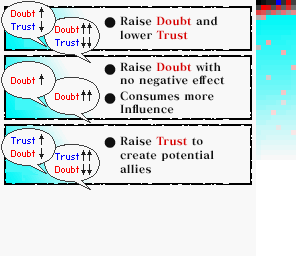 Doubt ↑
Trust ↓
Doubt ↑↑
Trust ↓↓
● Raise Doubt and
lower Trust
Doubt ↑
Doubt ↑↑
● Raise Doubt with
no negative effect
● Consumes more
Influence
Trust ↑
Doubt ↓
Trust ↑↑
Doubt ↓↓
● Raise Trust to
create potential
allies